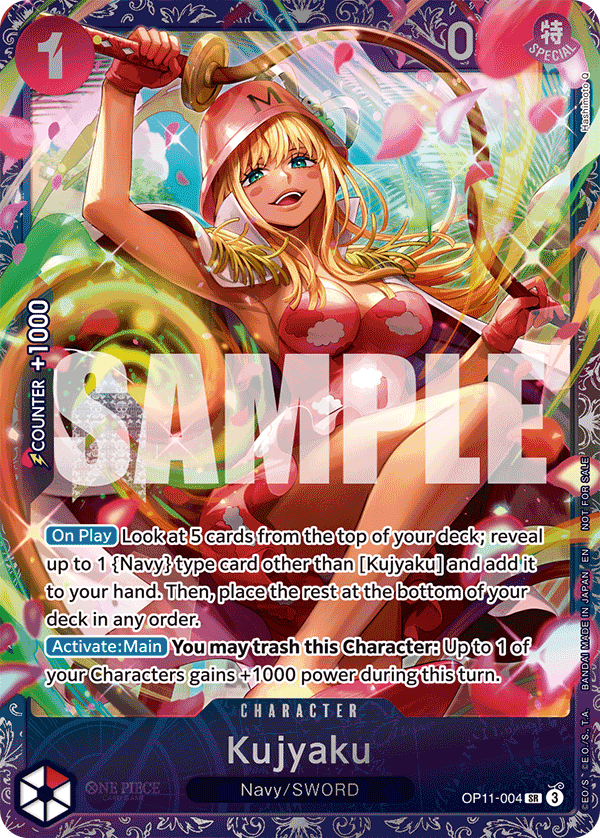 1
0
特
SPECIAL
Hashimoto Q
M
COUNTER +1000
SAMPLE
On Play Look at 5 cards from the top of your deck; reveal
up to 1 {Navy} type card other than [Kujyaku] and add it
to your hand. Then, place the rest at the bottom of your
deck in any order.
Activate:Main You may trash this Character: Up to 1 of
your Characters gains +1000 power during this turn.
©E.O/S. ©E.O.S, T.A. BANDAI MADE IN JAPAN EN NOT FOR SALE
CHARACTER
Kujyaku
ONE PIECE
CARD GAME
Navy/SWORD
OP11-004 SR 3